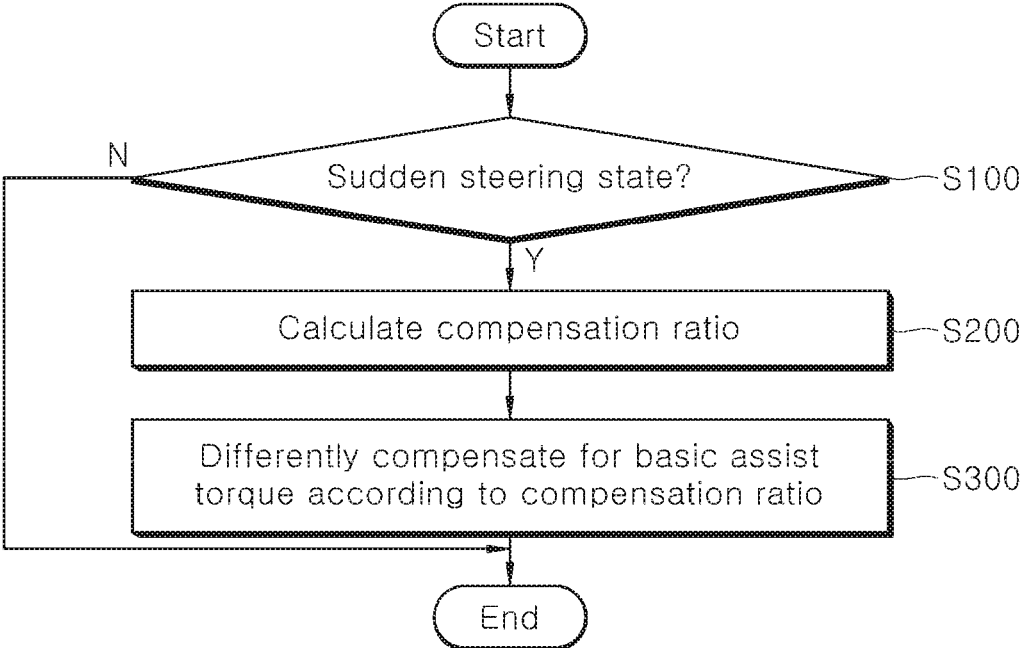 Start
N
Sudden steering state?
S100
Y
Calculate compensation ratio
S200
Differently compensate for basic assist
torque according to compensation ratio
S300
End